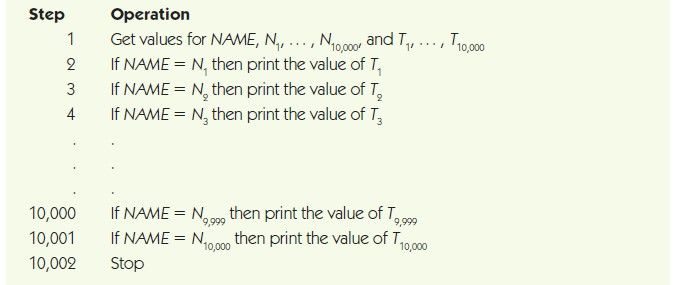 Step Operation
1 Get values for NAME, N₁, . . . , N₁₀,₀₀₀, and T₁, . . . , T₁₀,₀₀₀
2 If NAME = N₁ then print the value of T₁
3 If NAME = N₂ then print the value of T₂
4 If NAME = N₃ then print the value of T₃
. .
. .
. .
10,000 If NAME = N₉,₉₉₉ then print the value of T₉,₉₉₉
10,001 If NAME = N₁₀,₀₀₀ then print the value of T₁₀,₀₀₀
10,002 Stop